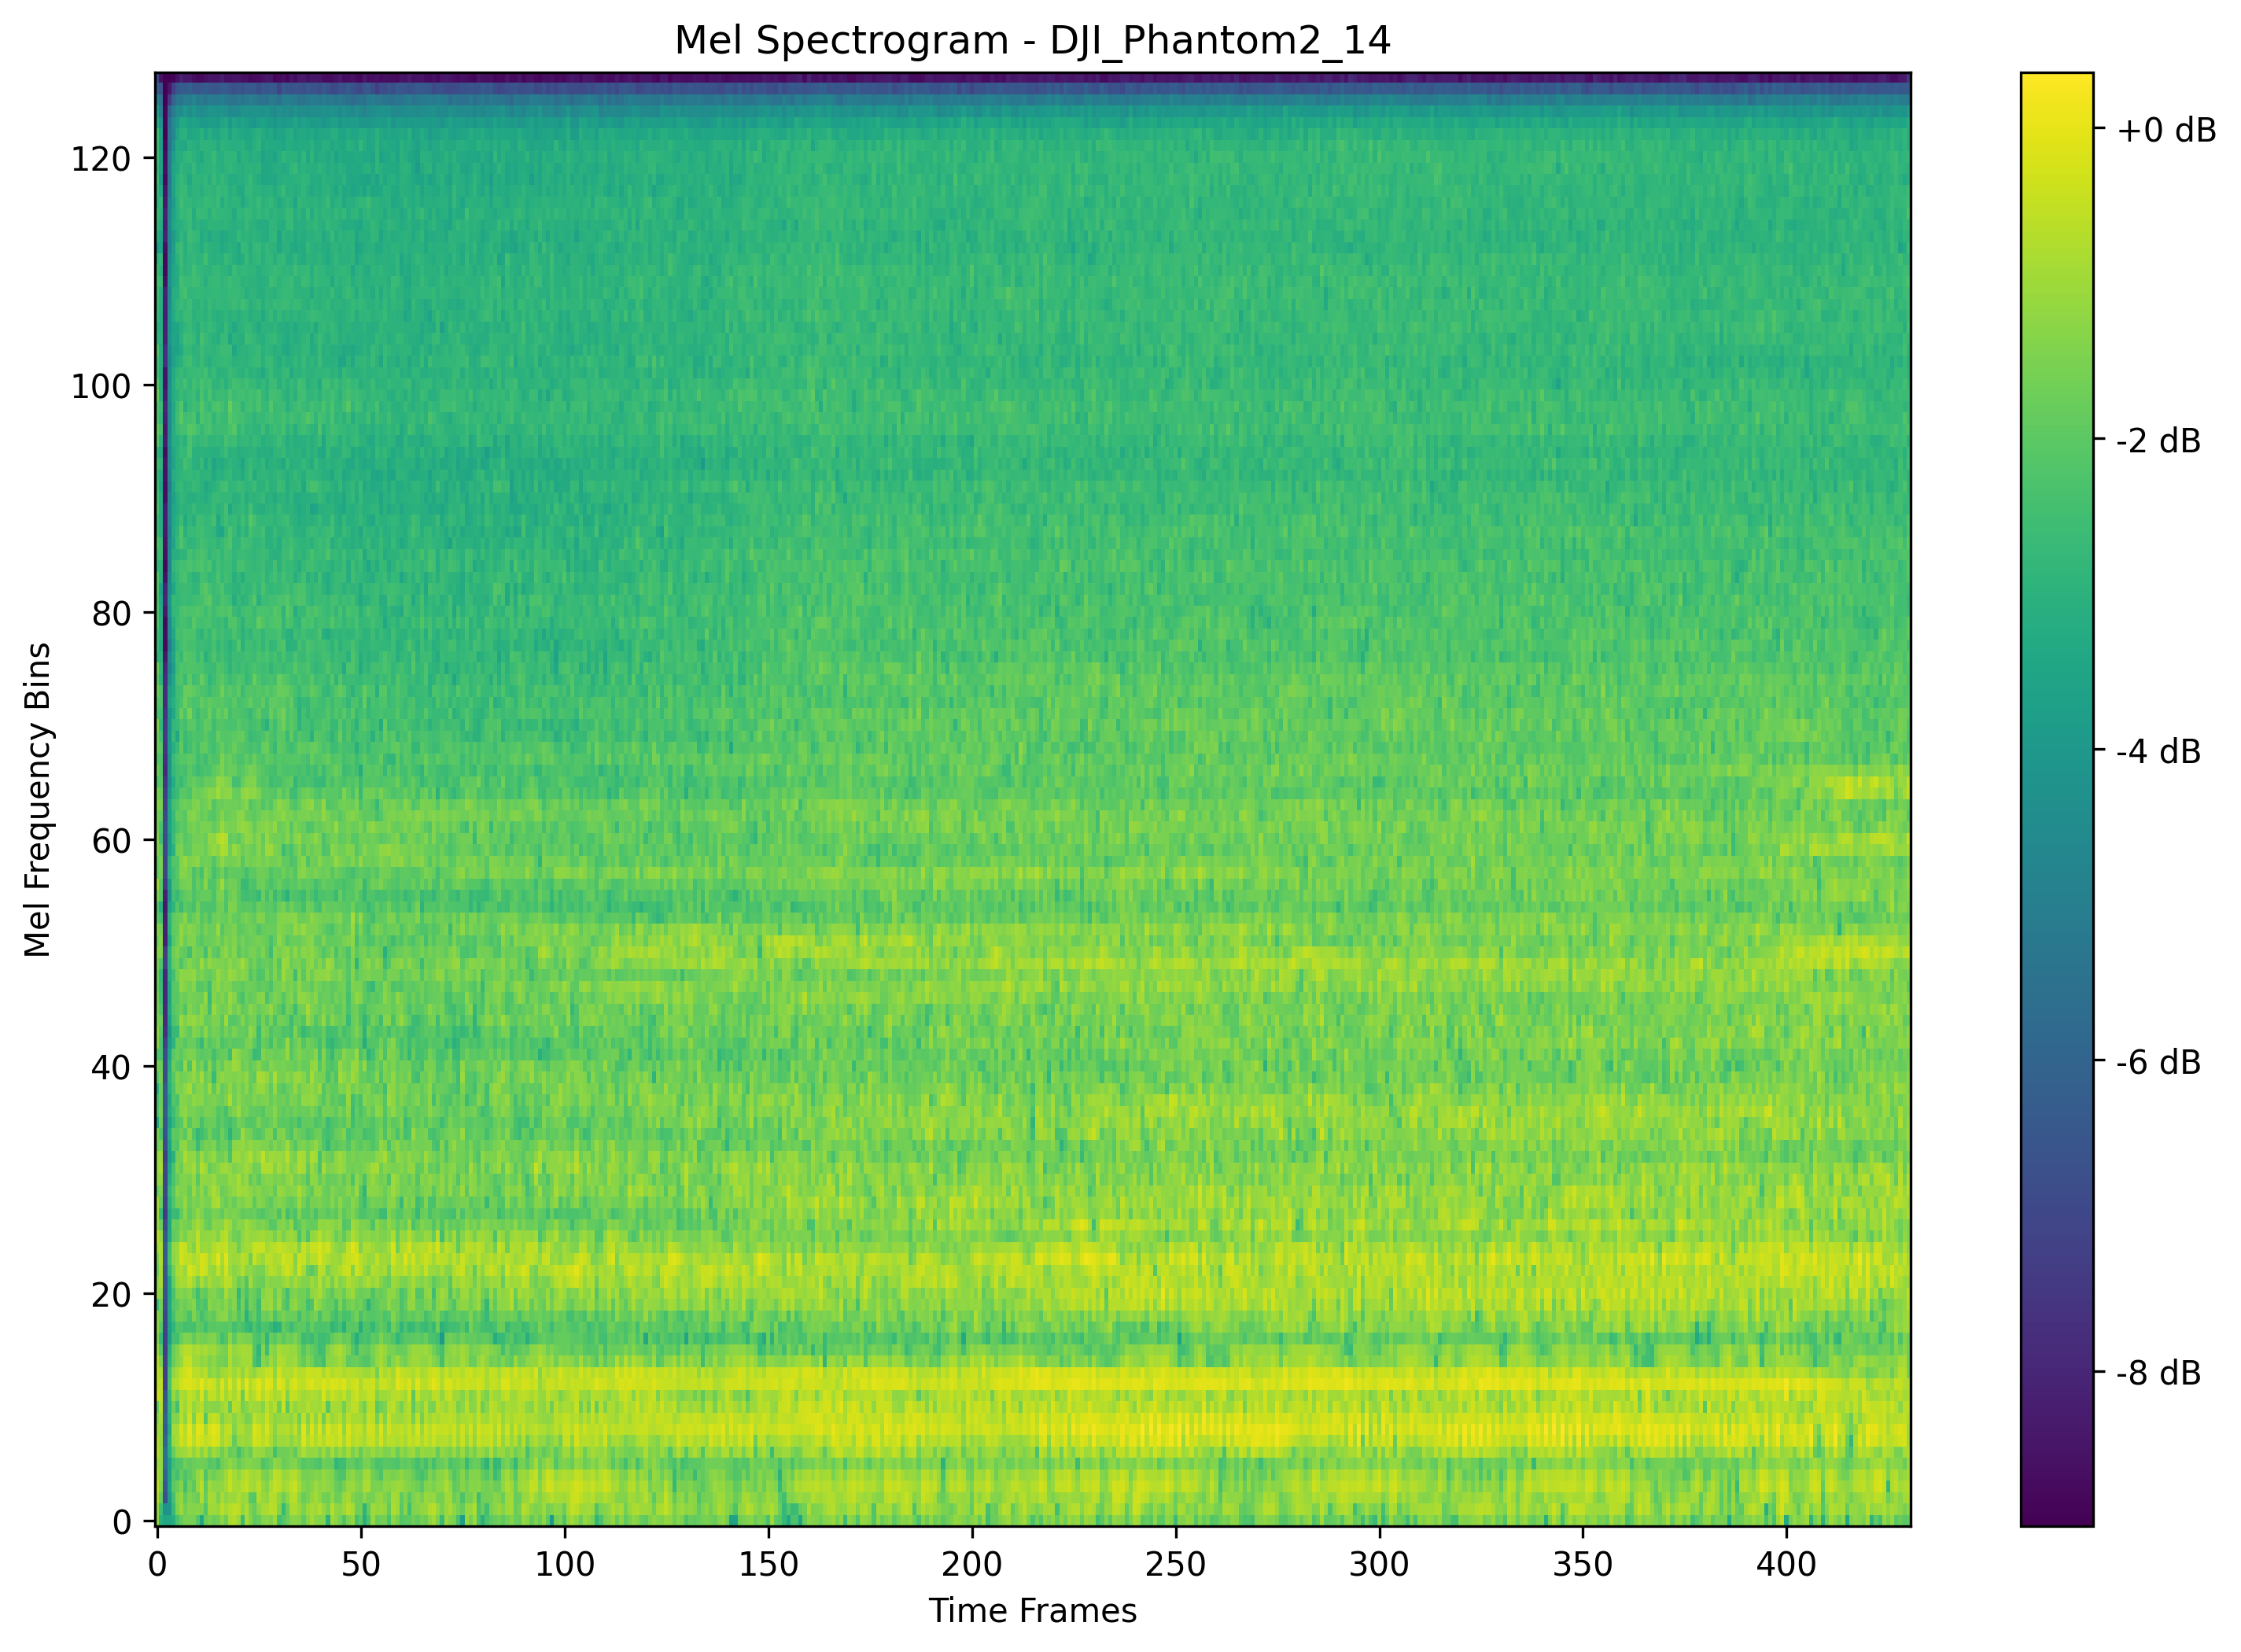 Mel Spectrogram - DJI_Phantom2_14
120
100
80
60
40
20
0
Mel Frequency Bins
0 50 100 150 200 250 300 350 400
Time Frames
+0 dB
-2 dB
-4 dB
-6 dB
-8 dB